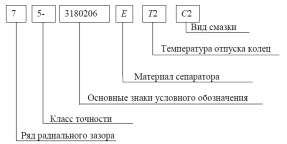 7 5- 3180206 E T2 C2
Вид смазки
Температура отпуска колец
Материал сепаратора
Основные знаки условного обозначения
Класс точности
Ряд радиального зазора